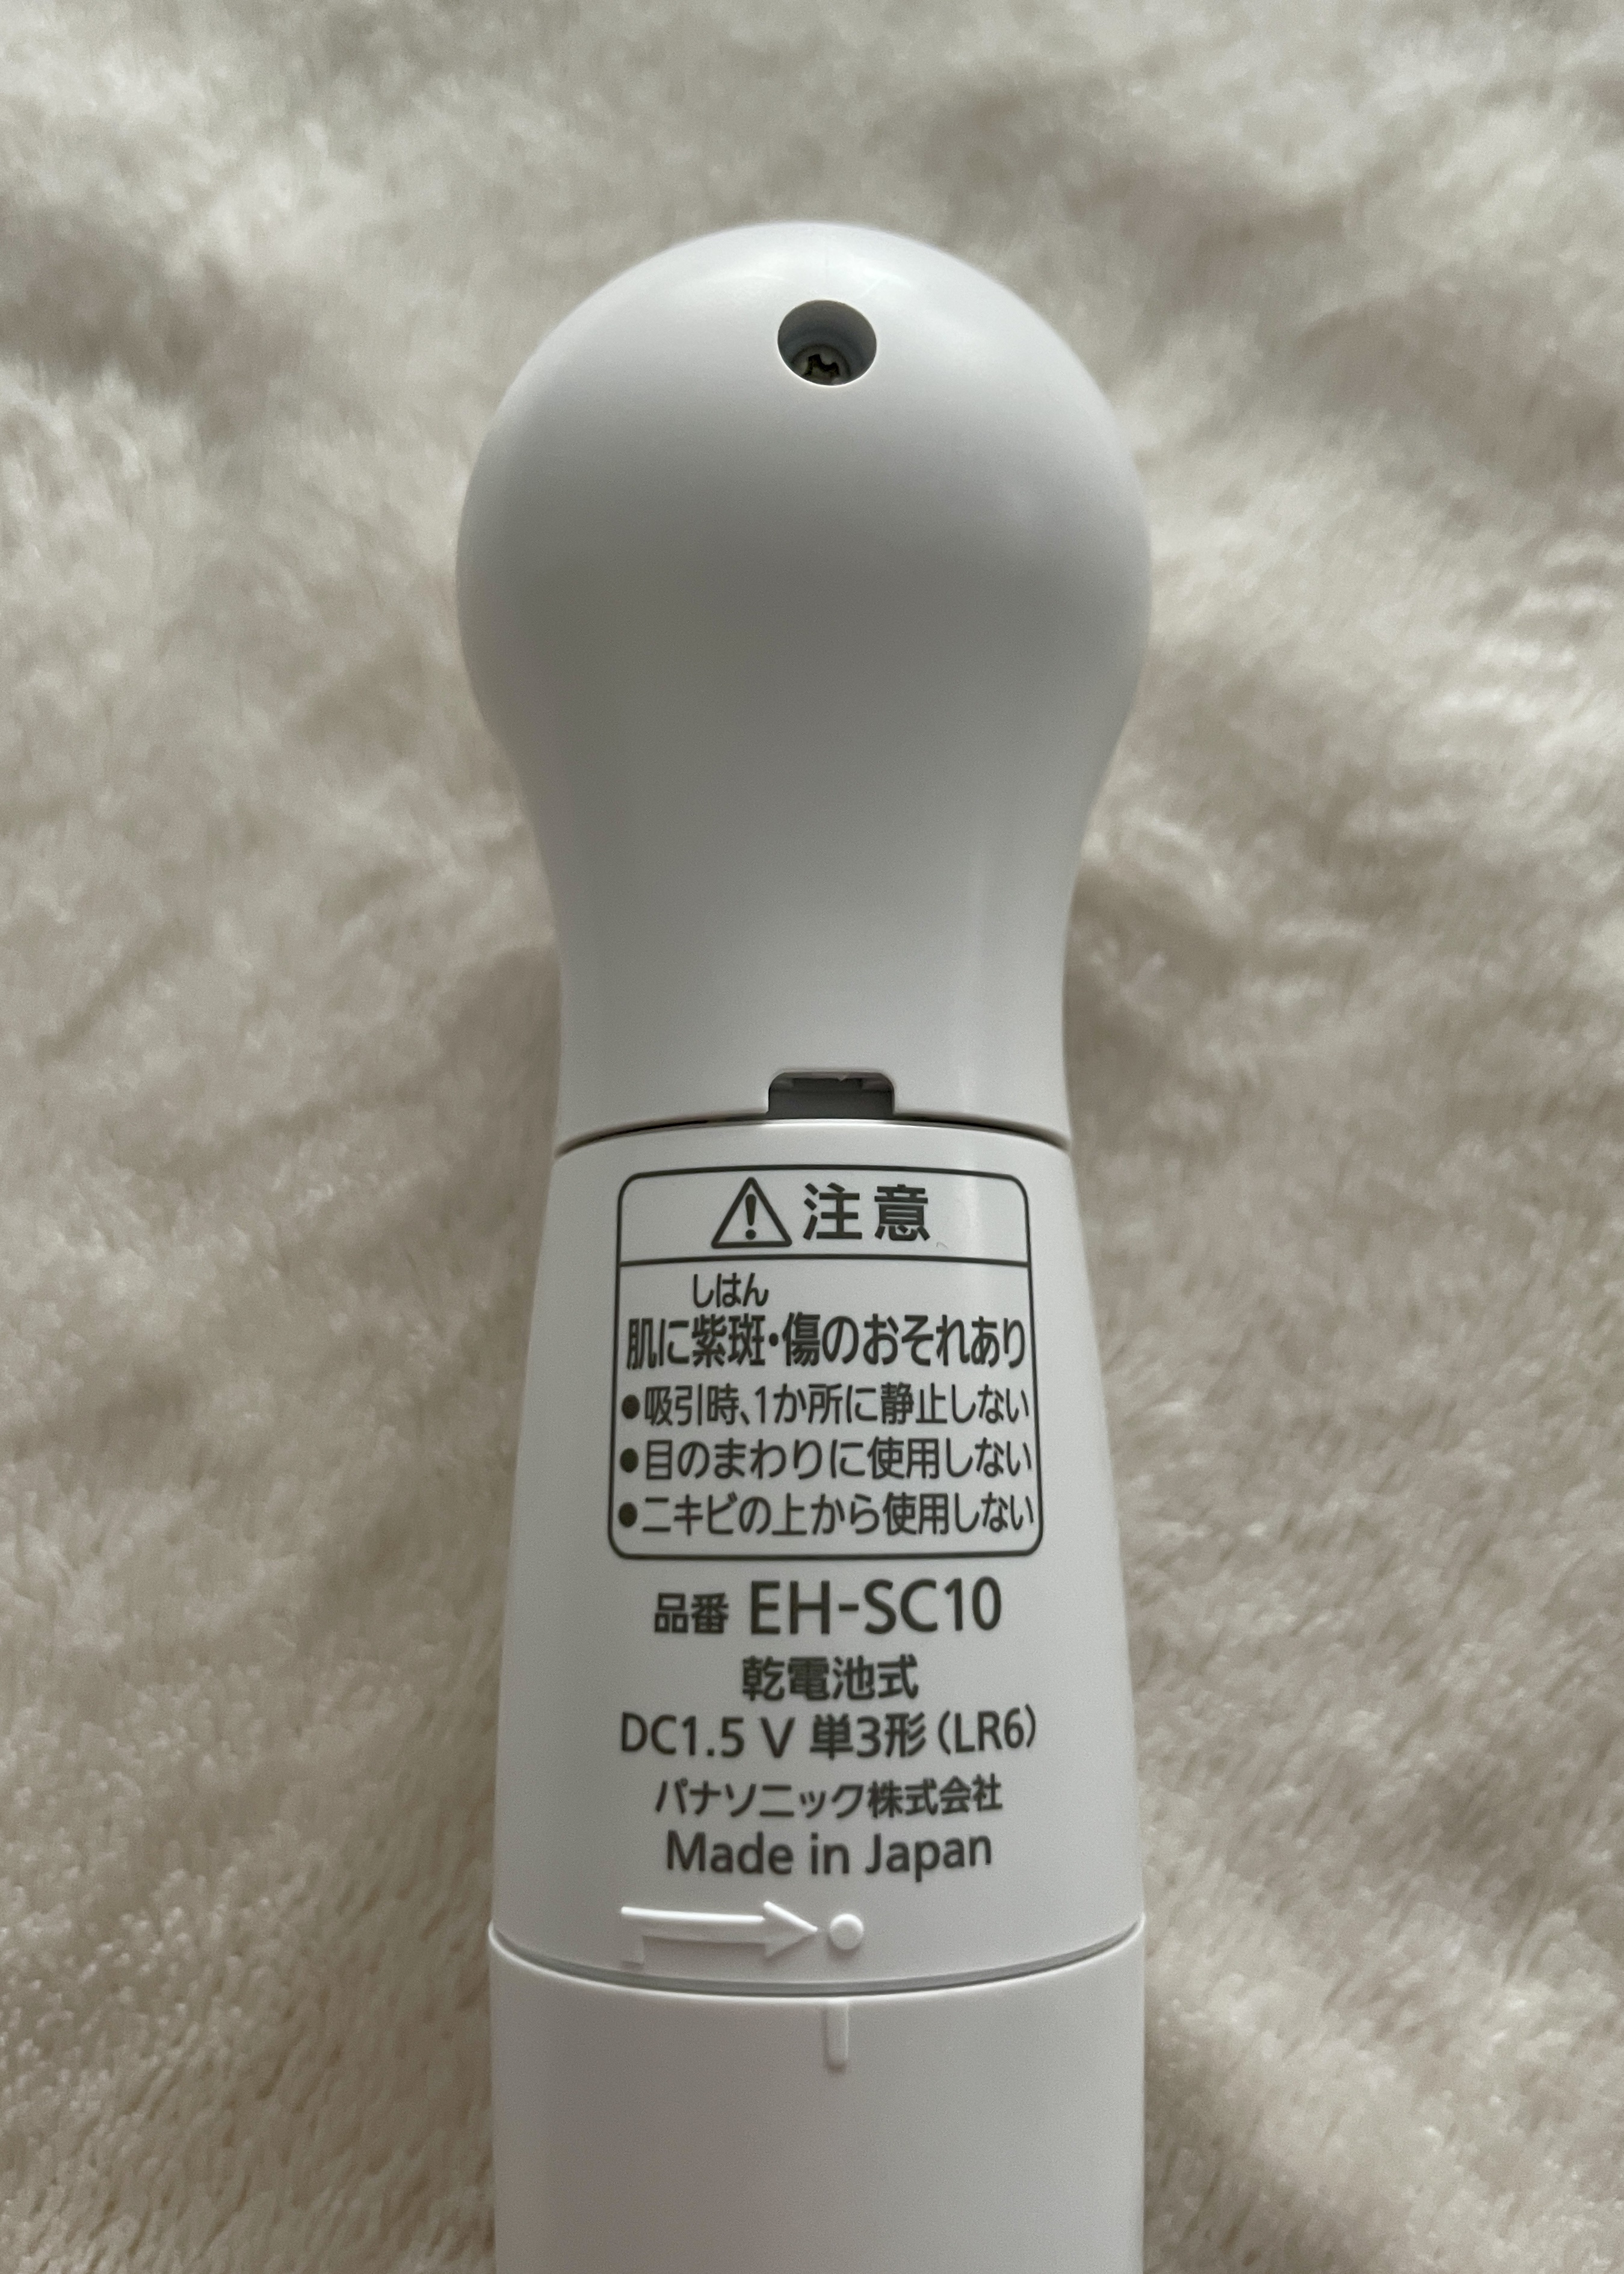 注意
しはん
肌に紫斑・傷のおそれあり
●吸引時、1か所に静止しない
●目のまわりに使用しない
●ニキビの上から使用しない
品番 EH-SC10
乾電池式
DC1.5 V 単3形(LR6)
パナソニック株式会社
Made in Japan